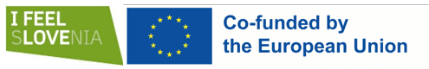 I FEEL
SLOVENIA
Co-funded by
the European Union